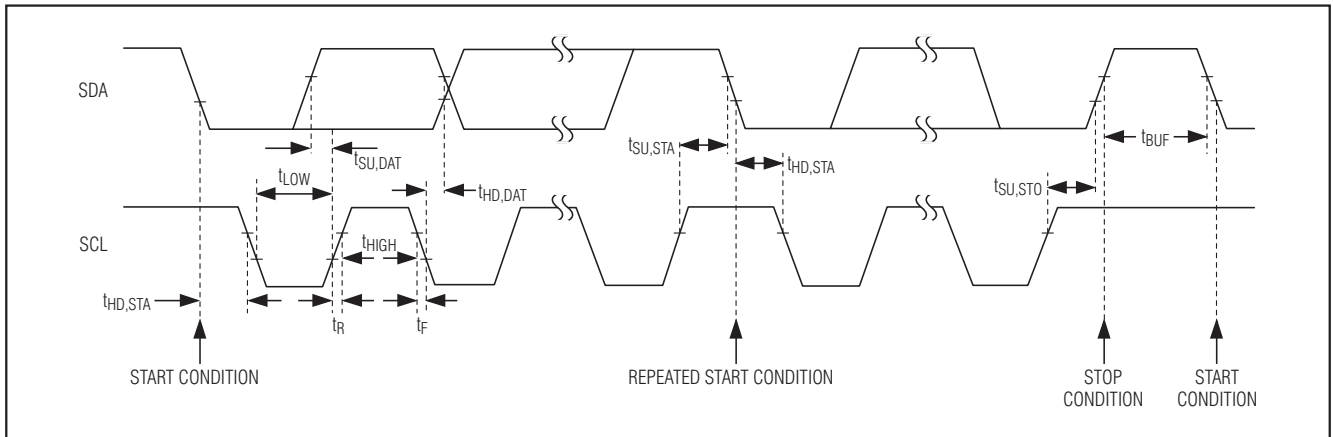 SDA
tSU,DAT
tLOW
tHD,DAT
tSU,STA
tHD,STA
tBUF
tSU,STO
SCL
tHIGH
tHD,STA
tR
tF
START CONDITION
REPEATED START CONDITION
STOP
CONDITION
START
CONDITION